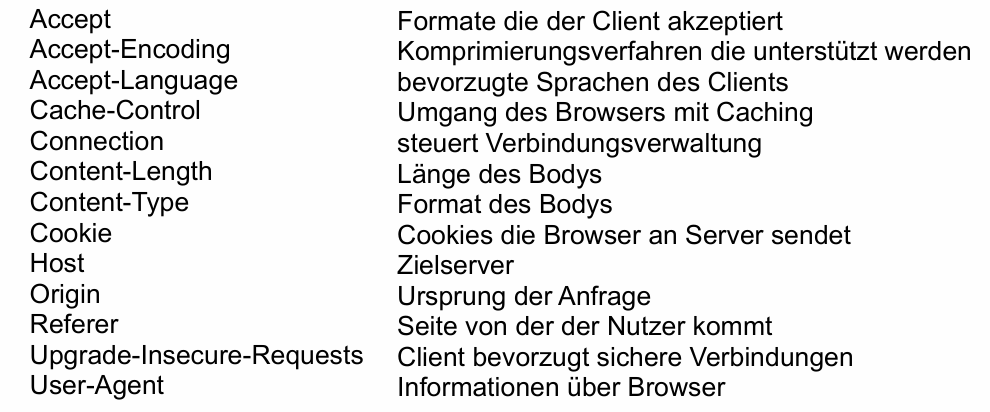 Accept Formate die der Client akzeptiert
Accept-Encoding Komprimierungsverfahren die unterstützt werden
Accept-Language bevorzugte Sprachen des Clients
Cache-Control Umgang des Browsers mit Caching
Connection steuert Verbindungsverwaltung
Content-Length Länge des Bodys
Content-Type Format des Bodys
Cookie Cookies die Browser an Server sendet
Host Zielserver
Origin Ursprung der Anfrage
Referer Seite von der der Nutzer kommt
Upgrade-Insecure-Requests Client bevorzugt sichere Verbindungen
User-Agent Informationen über Browser